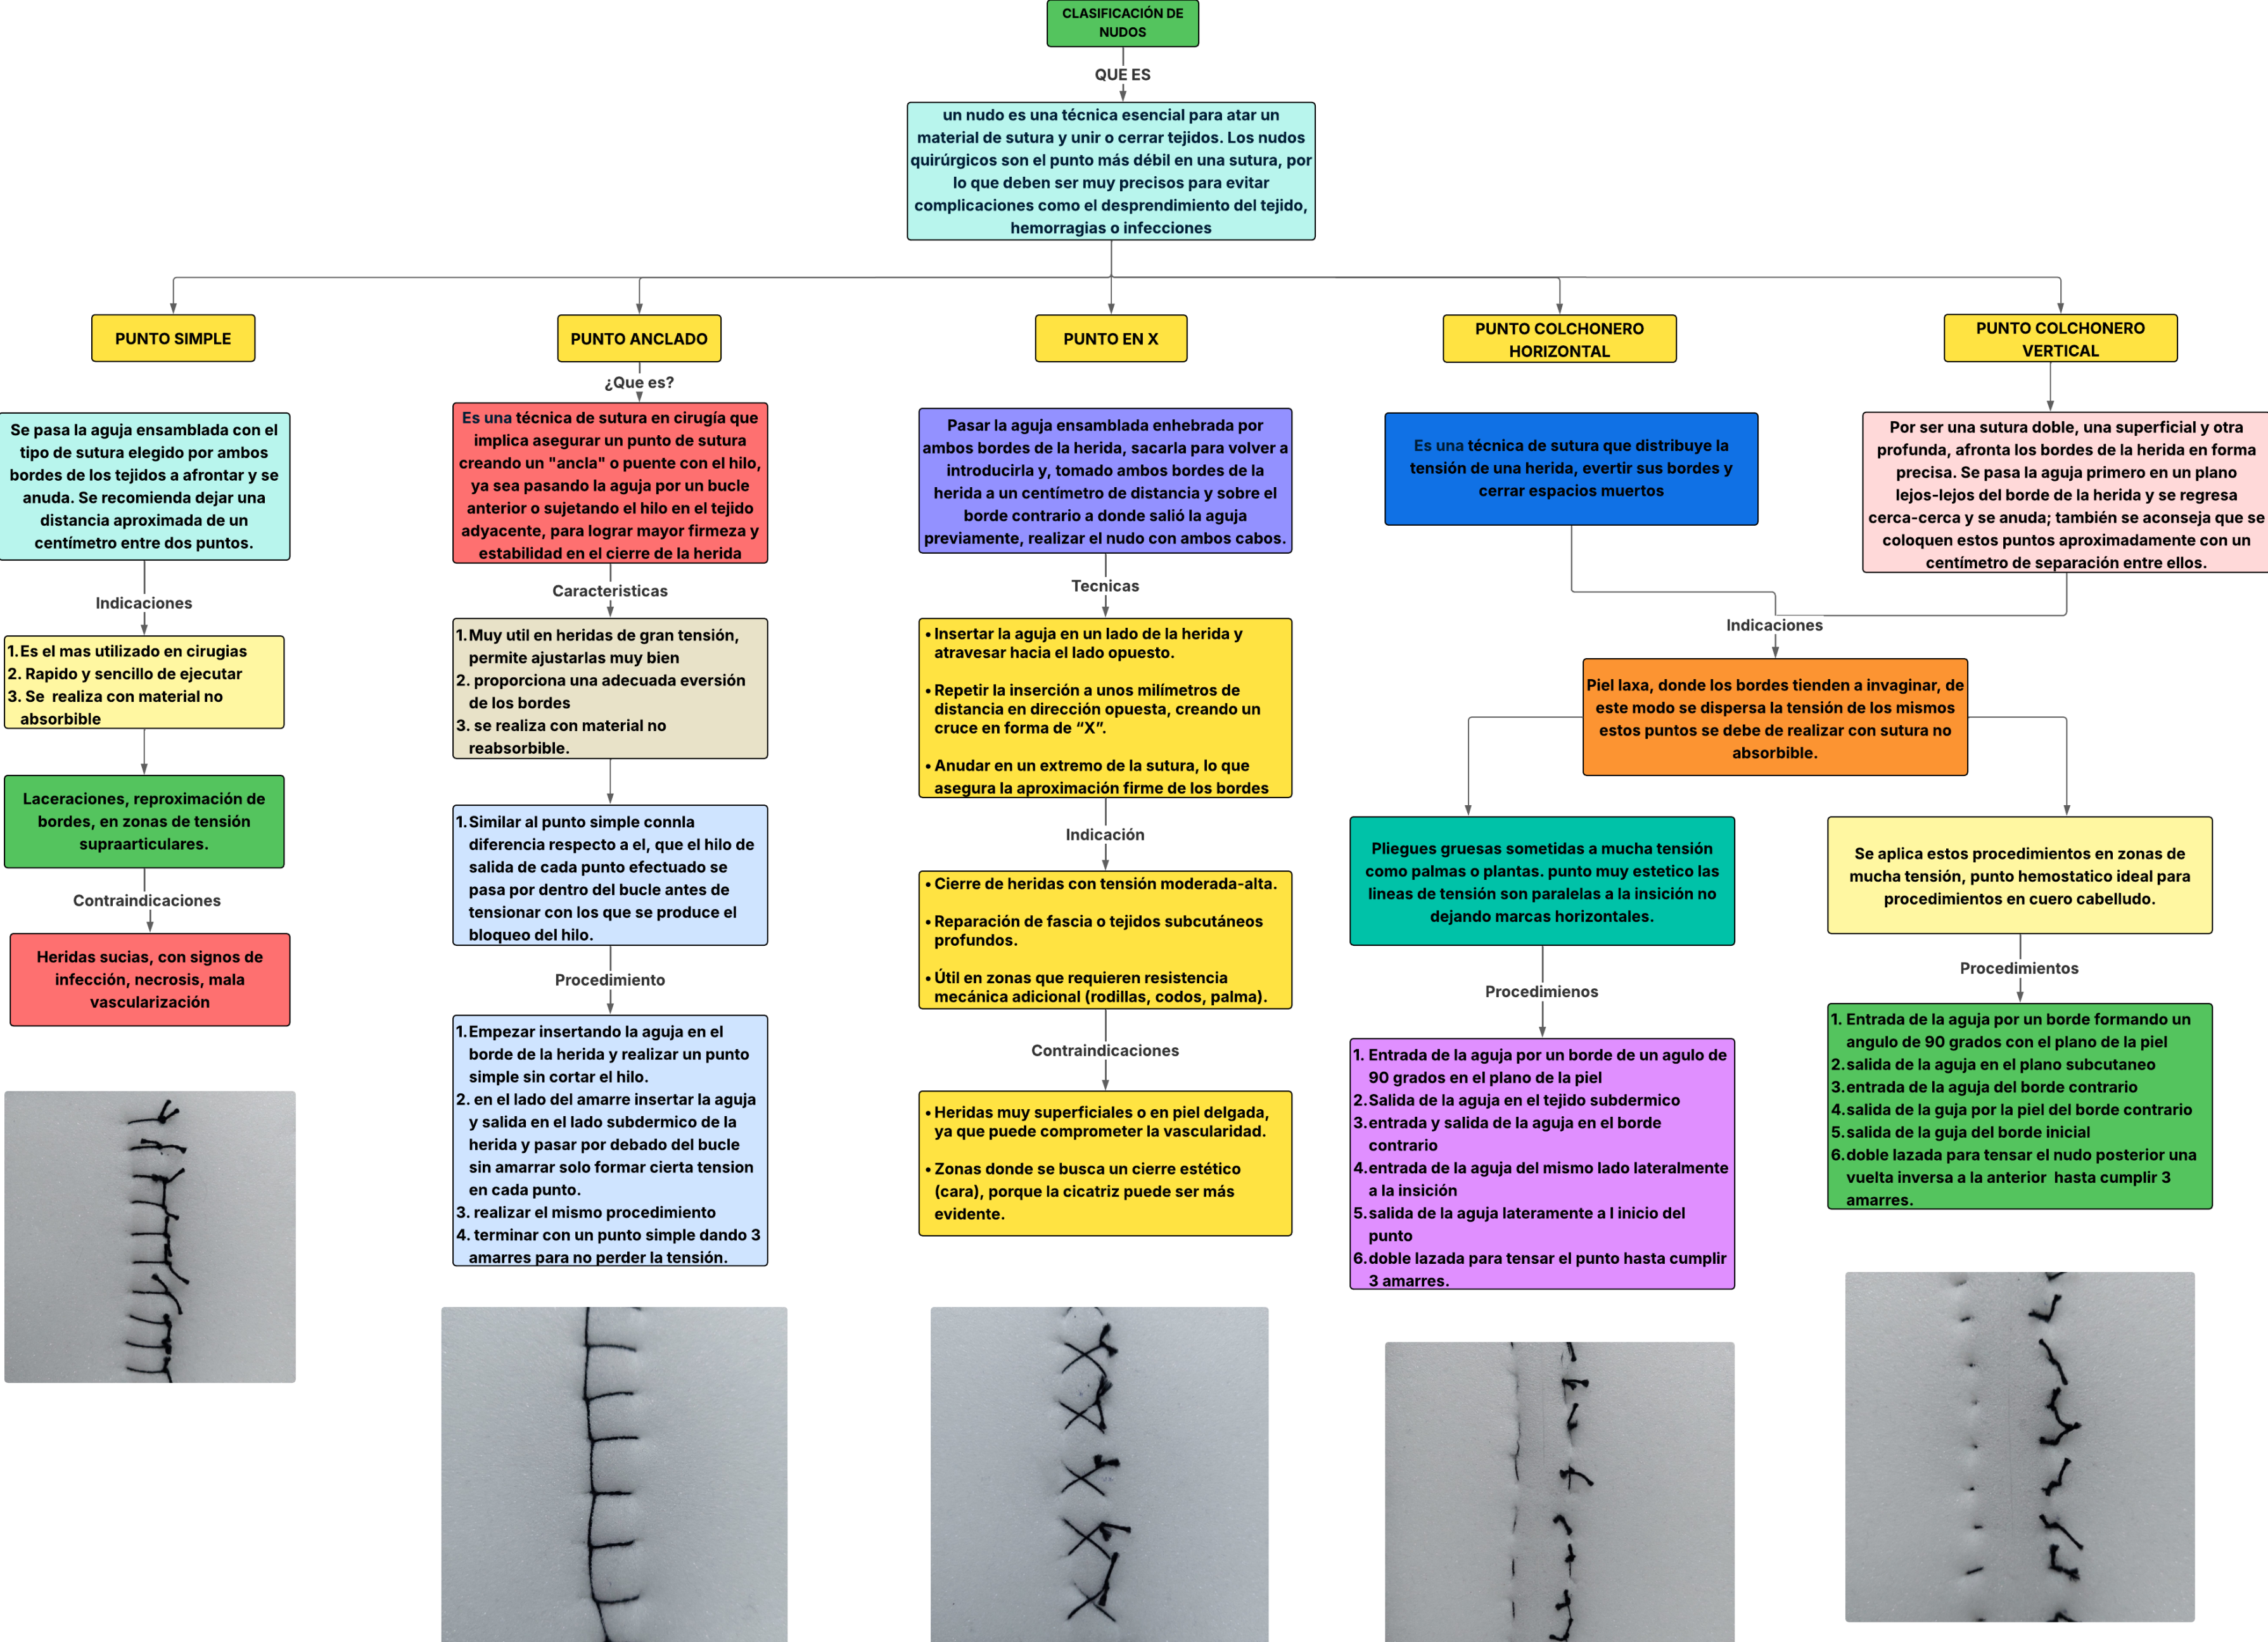 CLASIFICACIÓN DE
NUDOS
QUE ES
un nudo es una técnica esencial para atar un
material de sutura y unir o cerrar tejidos. Los nudos
quirúrgicos son el punto más débil en una sutura, por
lo que deben ser muy precisos para evitar
complicaciones como el desprendimiento del tejido,
hemorragias o infecciones
PUNTO SIMPLE
Se pasa la aguja ensamblada con el
tipo de sutura elegido por ambos
bordes de los tejidos a afrontar y se
anuda. Se recomienda dejar una
distancia aproximada de un
centímetro entre dos puntos.
Indicaciones
1.Es el mas utilizado en cirugias
2. Rapido y sencillo de ejecutar
3. Se realiza con material no
absorbible
Laceraciones, reproximación de
bordes, en zonas de tensión
supraarticulares.
Contraindicaciones
Heridas sucias, con signos de
infección, necrosis, mala
vascularización
PUNTO ANCLADO
¿Que es?
Es una técnica de sutura en cirugía que
implica asegurar un punto de sutura
creando un "ancla" o puente con el hilo,
ya sea pasando la aguja por un bucle
anterior o sujetando el hilo en el tejido
adyacente, para lograr mayor firmeza y
estabilidad en el cierre de la herida
Caracteristicas
1.Muy util en heridas de gran tensión,
permite ajustarlas muy bien
2. proporciona una adecuada eversión
de los bordes
3. se realiza con material no
reabsorbible.
1.Similar al punto simple connla
diferencia respecto a el, que el hilo de
salida de cada punto efectuado se
pasa por dentro del bucle antes de
tensionar con los que se produce el
bloqueo del hilo.
Procedimiento
1.Empezar insertando la aguja en el
borde de la herida y realizar un punto
simple sin cortar el hilo.
2. en el lado del amarre insertar la aguja
y salida en el lado subdermico de la
herida y pasar por debado del bucle
sin amarrar solo formar cierta tension
en cada punto.
3. realizar el mismo procedimiento
4. terminar con un punto simple dando 3
amarres para no perder la tensión.
PUNTO EN X
Pasar la aguja ensamblada enhebrada por
ambos bordes de la herida, sacarla para volver a
introducirla y, tomado ambos bordes de la
herida a un centímetro de distancia y sobre el
borde contrario a donde salió la aguja
previamente, realizar el nudo con ambos cabos.
Tecnicas
• Insertar la aguja en un lado de la herida y
atravesar hacia el lado opuesto.
• Repetir la inserción a unos milímetros de
distancia en dirección opuesta, creando un
cruce en forma de “X”.
• Anudar en un extremo de la sutura, lo que
asegura la aproximación firme de los bordes
Indicación
• Cierre de heridas con tensión moderada-alta.
• Reparación de fascia o tejidos subcutáneos
profundos.
• Útil en zonas que requieren resistencia
mecánica adicional (rodillas, codos, palma).
Contraindicaciones
• Heridas muy superficiales o en piel delgada,
ya que puede comprometer la vascularidad.
• Zonas donde se busca un cierre estético
(cara), porque la cicatriz puede ser más
evidente.
PUNTO COLCHONERO
HORIZONTAL
Es una técnica de sutura que distribuye la
tensión de una herida, evertir sus bordes y
cerrar espacios muertos
PUNTO COLCHONERO
VERTICAL
Por ser una sutura doble, una superficial y otra
profunda, afronta los bordes de la herida en forma
precisa. Se pasa la aguja primero en un plano
lejos-lejos del borde de la herida y se regresa
cerca-cerca y se anuda; también se aconseja que se
coloquen estos puntos aproximadamente con un
centímetro de separación entre ellos.
Indicaciones
Piel laxa, donde los bordes tienden a invaginar, de
este modo se dispersa la tensión de los mismos
estos puntos se debe de realizar con sutura no
absorbible.
Pliegues gruesas sometidas a mucha tensión
como palmas o plantas. punto muy estetico las
lineas de tensión son paralelas a la insición no
dejando marcas horizontales.
Procedimienos
1. Entrada de la aguja por un borde de un agulo de
90 grados en el plano de la piel
2.Salida de la aguja en el tejido subdermico
3.entrada y salida de la aguja en el borde
contrario
4.entrada de la aguja del mismo lado lateralmente
a la insición
5.salida de la aguja lateramente a l inicio del
punto
6.doble lazada para tensar el punto hasta cumplir
3 amarres.
Se aplica estos procedimientos en zonas de
mucha tensión, punto hemostatico ideal para
procedimientos en cuero cabelludo.
Procedimientos
1. Entrada de la aguja por un borde formando un
angulo de 90 grados con el plano de la piel
2.salida de la aguja en el plano subcutaneo
3.entrada de la aguja del borde contrario
4.salida de la guja por la piel del borde contrario
5.salida de la guja del borde inicial
6.doble lazada para tensar el nudo posterior una
vuelta inversa a la anterior hasta cumplir 3
amarres.